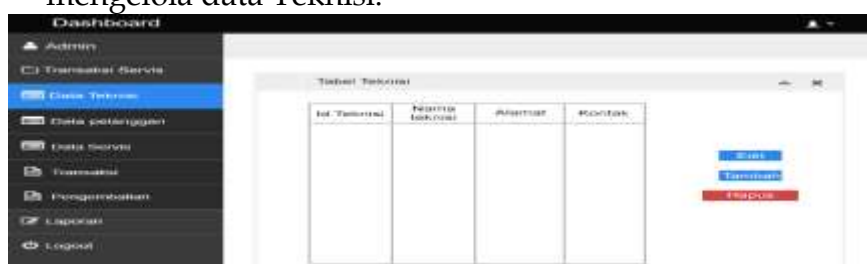 mengelola data Teknisi.
Dashboard
Admin
Transaksi Servis
Data Teknisi
Data pelanggan
Data Servis
Transaksi
Pengembalian
Laporan
Logout
Tabel Teknisi
Id Teknisi
Nama teknisi
Alamat
Kontak
Edit
Tambah
Hapus